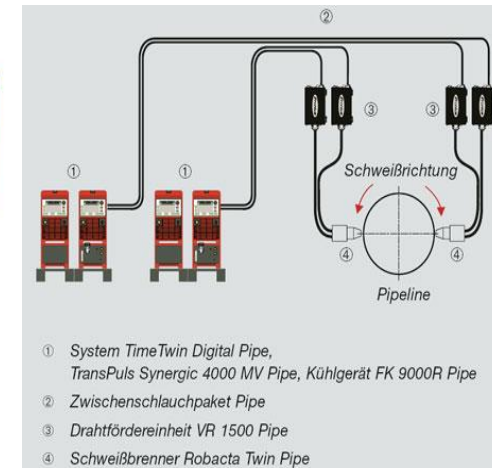 ②
③
③
①
①
Schweißrichtung
④
④
Pipeline
① System TimeTwin Digital Pipe,
TransPuls Synergic 4000 MV Pipe, Kühlgerät FK 9000R Pipe
② Zwischenschlauchpaket Pipe
③ Drahtfördereinheit VR 1500 Pipe
④ Schweißbrenner Robacta Twin Pipe